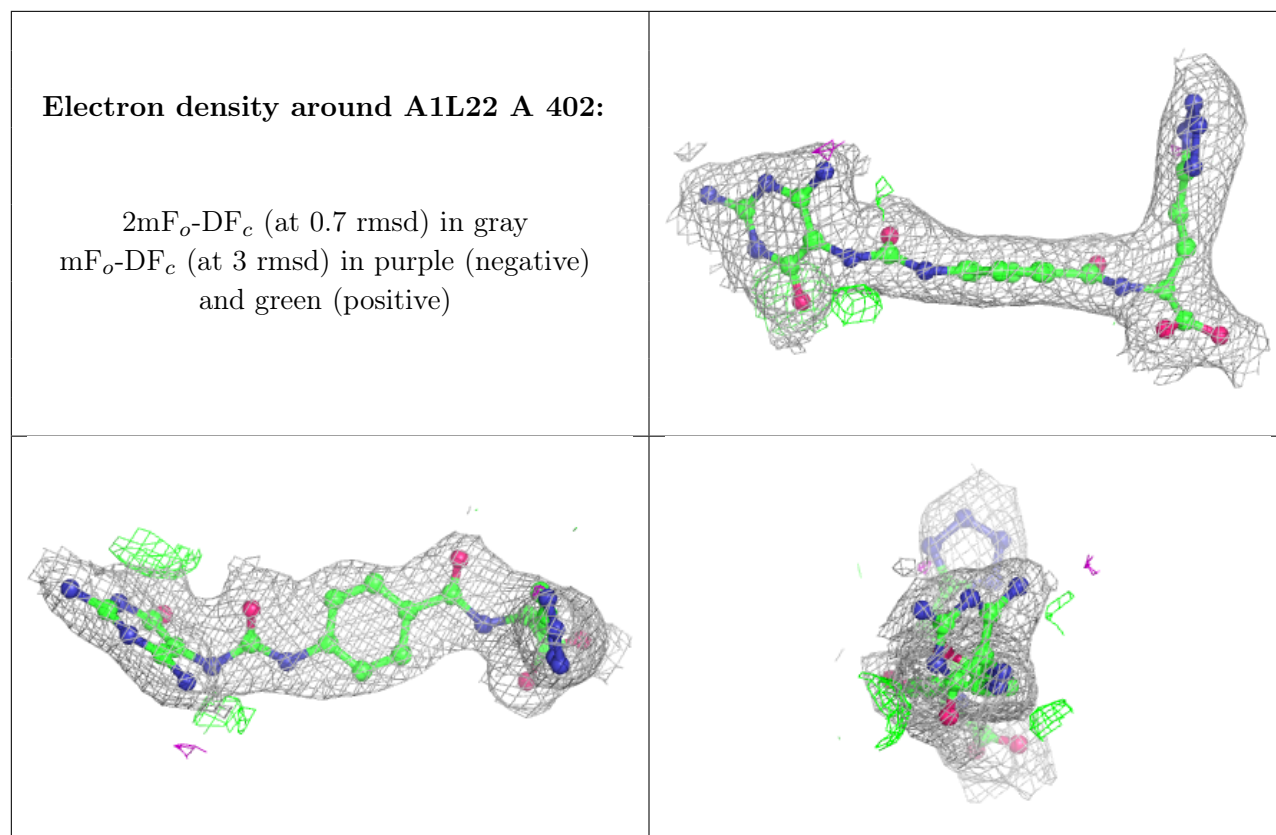 Electron density around A1L22 A 402:
2mFo-DFc (at 0.7 rmsd) in gray
mFo-DFc (at 3 rmsd) in purple (negative)
and green (positive)